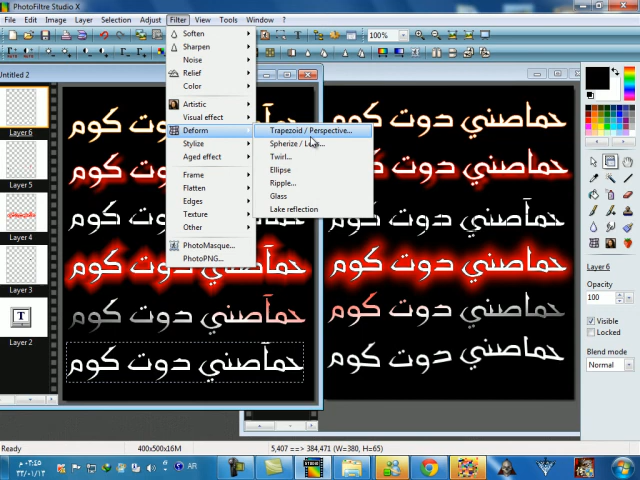 PhotoFiltre Studio X
File Edit Image Layer Selection Adjust Filter View Tools Window ?
100%
Untitled 2
Soften
Sharpen
Noise
Relief
Color
Artistic
Visual effect
Deform
Stylize
Aged effect
Frame
Flatten
Edges
Texture
Other
PhotoMasque...
PhotoPNG...
Trapezoid / Perspective...
Spherize /
Twirl...
Ellipse
Ripple...
Glass
Lake reflection
Layer 6
Layer 5
Layer 4
Layer 3
T
Layer 2
دوت كوم
حمآصني دوت كوم
حمآصني دوت كوم
حمآصني دوت كوم
حماصني دوت كوم
حماصني دوت كوم
حماصني دوت كوم
حماصني دوت كوم
حماصني دوت كوم
حماصني دوت كوم
Layer 6
Opacity
100
Visible
Locked
Blend mode
Normal
Ready
400x500x16M
5,407 ==> 384,471 (W=380, H=65)
AR
STUDIO